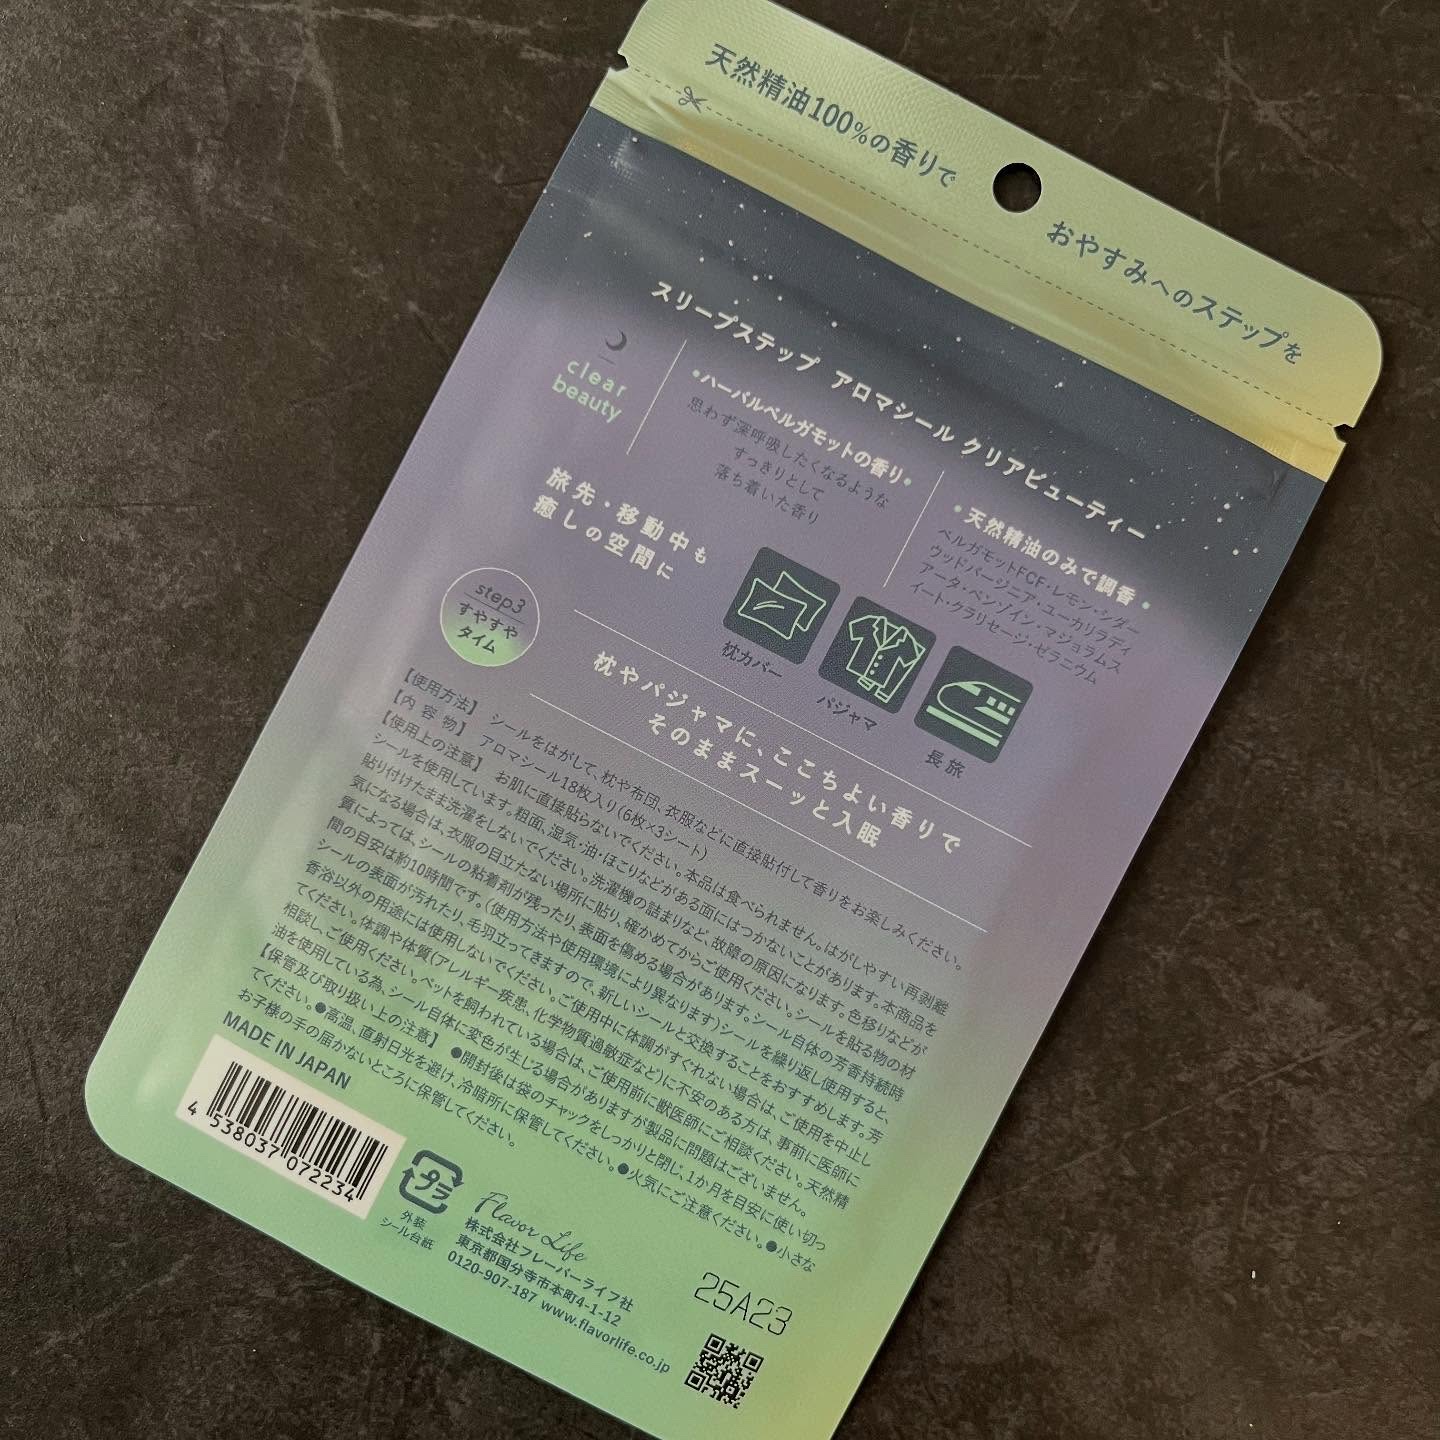 天然精油100%の香りで
おやすみへのステップを
スリープステップ アロマシール クリアビューティー
clear
beauty
•ハーバルベルガモットの香り•
思わず深呼吸したくなるような
すっきりとして
落ち着いた香り
•天然精油のみで調香•
ベルガモットFCF・レモン・シダー
ウッドバージニア・ユーカリラディ
アータ・ベンゾイン・マジョラムス
イート・クラリセージ・ゼラニウム
旅先・移動中も
癒しの空間に
枕カバー
パジャマ
長旅
step3
すやすや
タイム
枕やパジャマに、ここちよい香りで
そのままスーッと入眠
【使用方法】 シールをはがして、枕や布団、衣服などに直接貼付して香りをお楽しみください。
【内容物】 アロマシール18枚入り(6枚×3シート)
【使用上の注意】 お肌に直接貼らないでください。本品は食べられません。はがしやすい再剥離
シールを使用しています。粗面、湿気・油・ほこりなどがある面にはつかないことがあります。本商品を
貼り付けたまま洗濯をしないでください。洗濯機の詰まりなど、故障の原因になります。色移りなどが
気になる場合は、衣服の目立たない場所に貼り、確かめてからご使用ください。シールを貼る物の材
質によっては、シールの粘着剤が残ったり、表面を傷める場合があります。シール自体の芳香持続時
間の目安は約10時間です。(使用方法や使用環境により異なります)シールを繰り返し使用すると、
シールの表面が汚れたり、毛羽立ってきますので、新しいシールと交換することをおすすめします。芳
香浴以外の用途には使用しないでください。ご使用中に体調がすぐれない場合は、ご使用を中止し
てください。体調や体質(アレルギー疾患、化学物質過敏症など)に不安のある方は、事前に医師に
相談し、ご使用ください。ペットを飼われている場合は、ご使用前に獣医師にご相談ください。天然精
油を使用している為、シール自体に変色が生じる場合がありますが製品に問題はございません。
【保管及び取り扱い上の注意】 ●開封後は袋のチャックをしっかりと閉じ、1か月を目安に使い切っ
てください。●高温、直射日光を避け、冷暗所に保管してください。●火気にご注意ください。●小さな
お子様の手の届かないところに保管してください。
MADE IN JAPAN
4 538037 072234
プラ
外装
シール台紙
Flavor Life
株式会社フレーバーライフ社
東京都国分寺市本町4-1-12
0120-907-187 www.flavorlife.co.jp
25A23